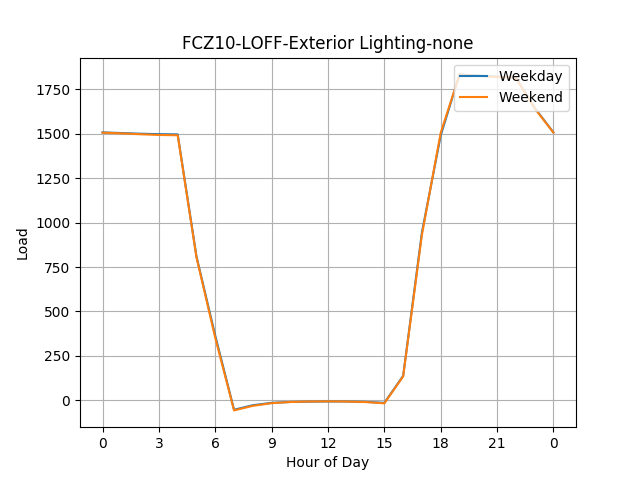 FCZ10-LOFF-Exterior Lighting-none
Weekday
Weekend
1750
1500
1250
1000
750
500
250
0
Load
0 3 6 9 12 15 18 21 0
Hour of Day